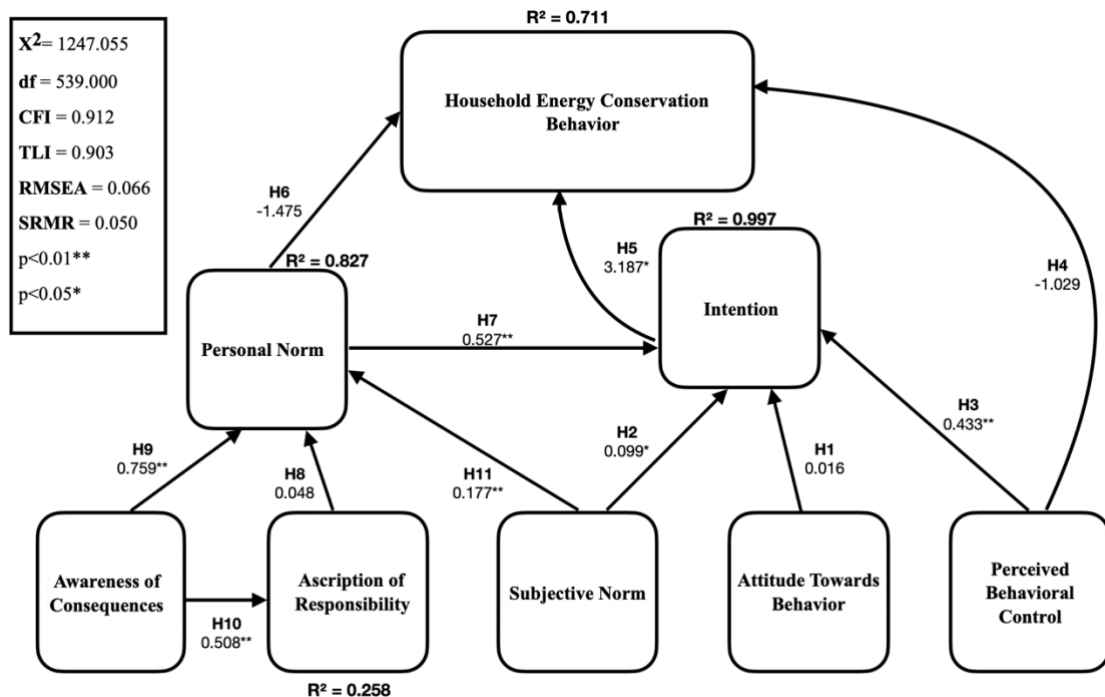 X²= 1247.055
df = 539.000
CFI = 0.912
TLI = 0.903
RMSEA = 0.066
SRMR = 0.050
p<0.01**
p<0.05*
R² = 0.711
Household Energy Conservation
Behavior
H6
-1.475
R² = 0.997
H5
3.187*
H4
-1.029
R² = 0.827
Intention
H7
0.527**
Personal Norm
H3
0.433**
H2
0.099*
H1
0.016
H9
0.759**
H8
0.048
H11
0.177**
Awareness of
Consequences
Ascription of
Responsibility
Subjective Norm
Attitude Towards
Behavior
Perceived
Behavioral
Control
H10
0.508**
R² = 0.258